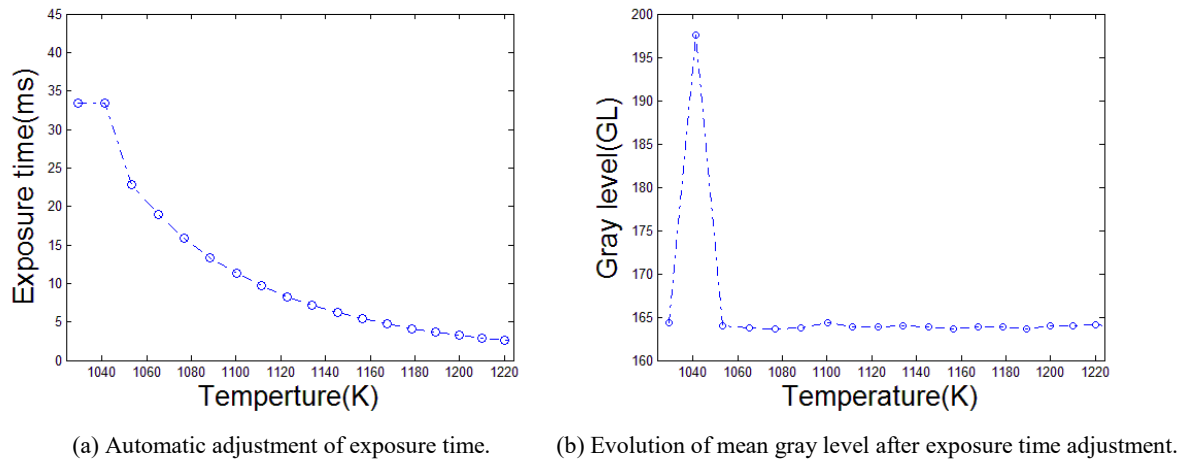 45
40
35
30
25
20
15
10
5
0
Exposure time(ms)
1040 1060 1080 1100 1120 1140 1160 1180 1200 1220
Temperture(K)
200
195
190
185
180
175
170
165
160
Gray level(GL)
1040 1060 1080 1100 1120 1140 1160 1180 1200 1220
Temperature(K)
(a) Automatic adjustment of exposure time.
(b) Evolution of mean gray level after exposure time adjustment.